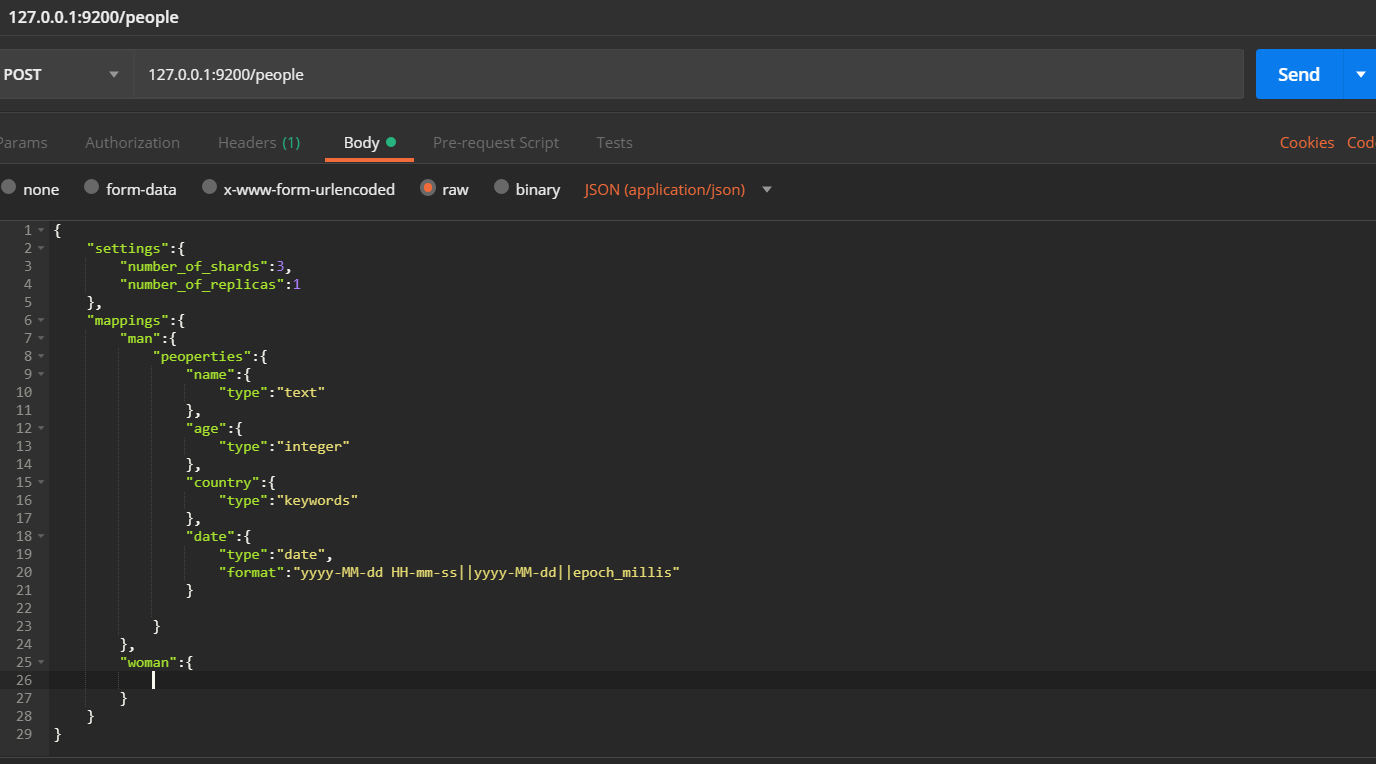 127.0.0.1:9200/people
POST 127.0.0.1:9200/people Send
Params Authorization Headers (1) Body Pre-request Script Tests Cookies Cod
none form-data x-www-form-urlencoded raw binary JSON (application/json)
1 {
2 "settings":{
3 "number_of_shards":3,
4 "number_of_replicas":1
5 },
6 "mappings":{
7 "man":{
8 "peoperties":{
9 "name":{
10 "type":"text"
11 },
12 "age":{
13 "type":"integer"
14 },
15 "country":{
16 "type":"keywords"
17 },
18 "date":{
19 "type":"date",
20 "format":"yyyy-MM-dd HH-mm-ss||yyyy-MM-dd||epoch_millis"
21 }
22
23 }
24 },
25 "woman":{
26
27 }
28 }
29 }